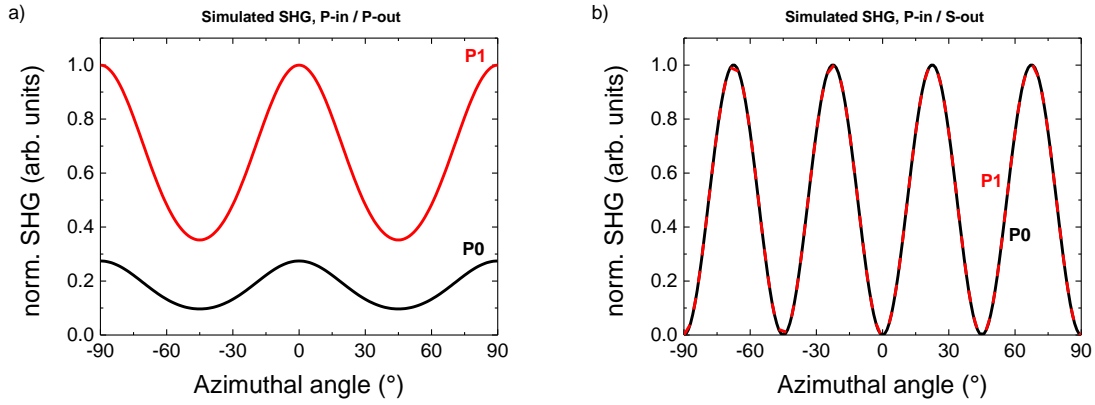 a)
Simulated SHG, P-in / P-out
P1
P0
norm. SHG (arb. units)
1.0
0.8
0.6
0.4
0.2
0.0
-90 -60 -30 0 30 60 90
Azimuthal angle (°)
b)
Simulated SHG, P-in / S-out
P1
P0
norm. SHG (arb. units)
1.0
0.8
0.6
0.4
0.2
0.0
-90 -60 -30 0 30 60 90
Azimuthal angle (°)